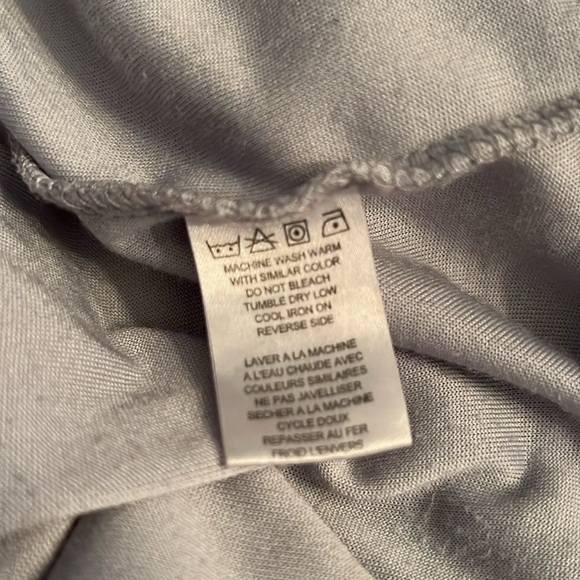 MACHINE WASH WARM
WITH SIMILAR COLOR
DO NOT BLEACH
TUMBLE DRY LOW
COOL IRON ON
REVERSE SIDE
LAVER A LA MACHINE
A L'EAU CHAUDE AVEC
COULEURS SIMILAIRES
NE PAS JAVELLISER
SECHER A LA MACHINE
CYCLE DOUX
REPASSER AU FER
FROID L'ENVERS